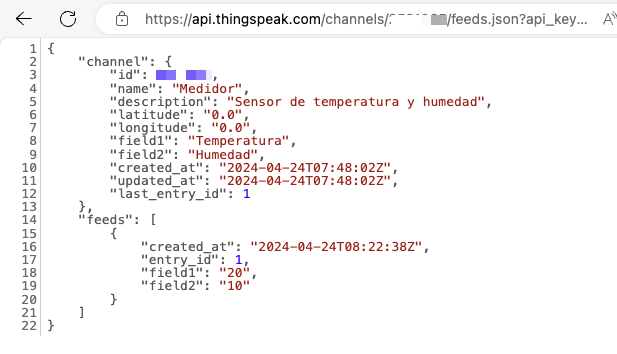 https://api.thingspeak.com/channels/ /feeds.json?api_key...
1 {
2 "channel": {
3 "id": ,
4 "name": "Medidor",
5 "description": "Sensor de temperatura y humedad",
6 "latitude": "0.0",
7 "longitude": "0.0",
8 "field1": "Temperatura",
9 "field2": "Humedad",
10 "created_at": "2024-04-24T07:48:02Z",
11 "updated_at": "2024-04-24T07:48:02Z",
12 "last_entry_id": 1
13 },
14 "feeds": [
15 {
16 "created_at": "2024-04-24T08:22:38Z",
17 "entry_id": 1,
18 "field1": "20",
19 "field2": "10"
20 }
21 ]
22 }